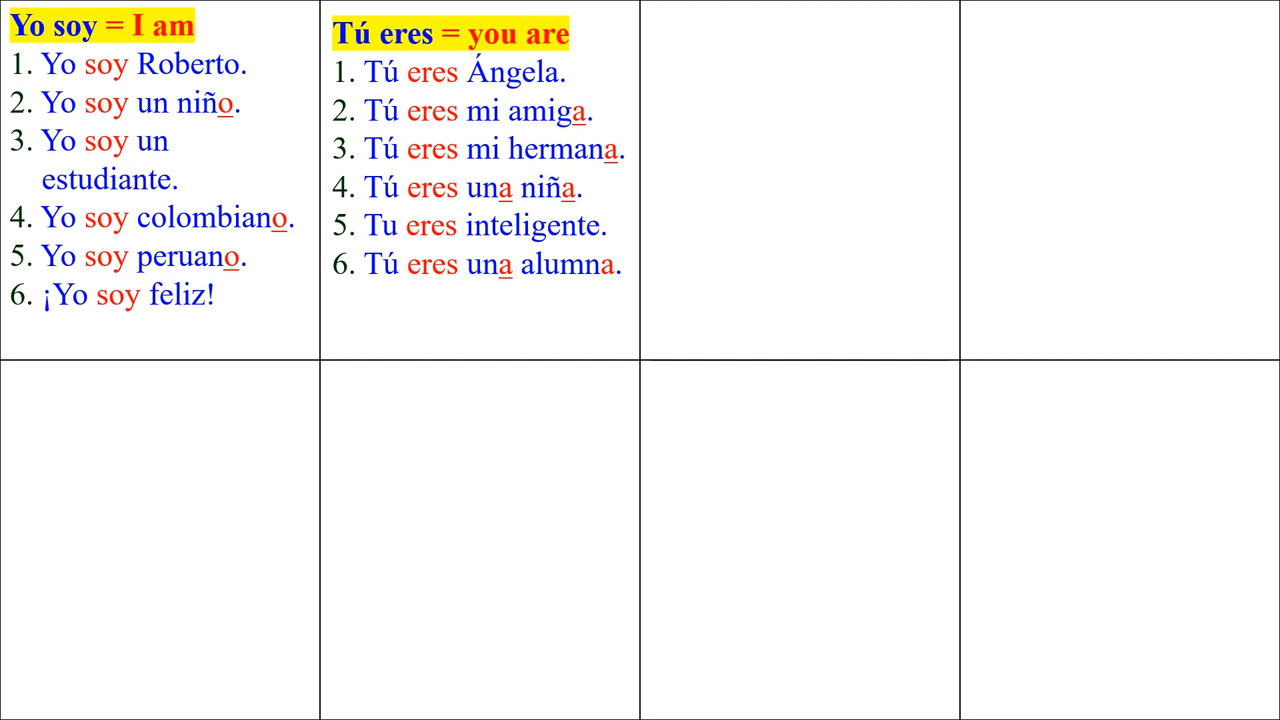 Yo soy = I am
1. Yo soy Roberto.
2. Yo soy un niño.
3. Yo soy un
estudiante.
4. Yo soy colombiano.
5. Yo soy peruano.
6. ¡Yo soy feliz!
Tú eres = you are
1. Tú eres Ángela.
2. Tú eres mi amiga.
3. Tú eres mi hermana.
4. Tú eres una niña.
5. Tu eres inteligente.
6. Tú eres una alumna.